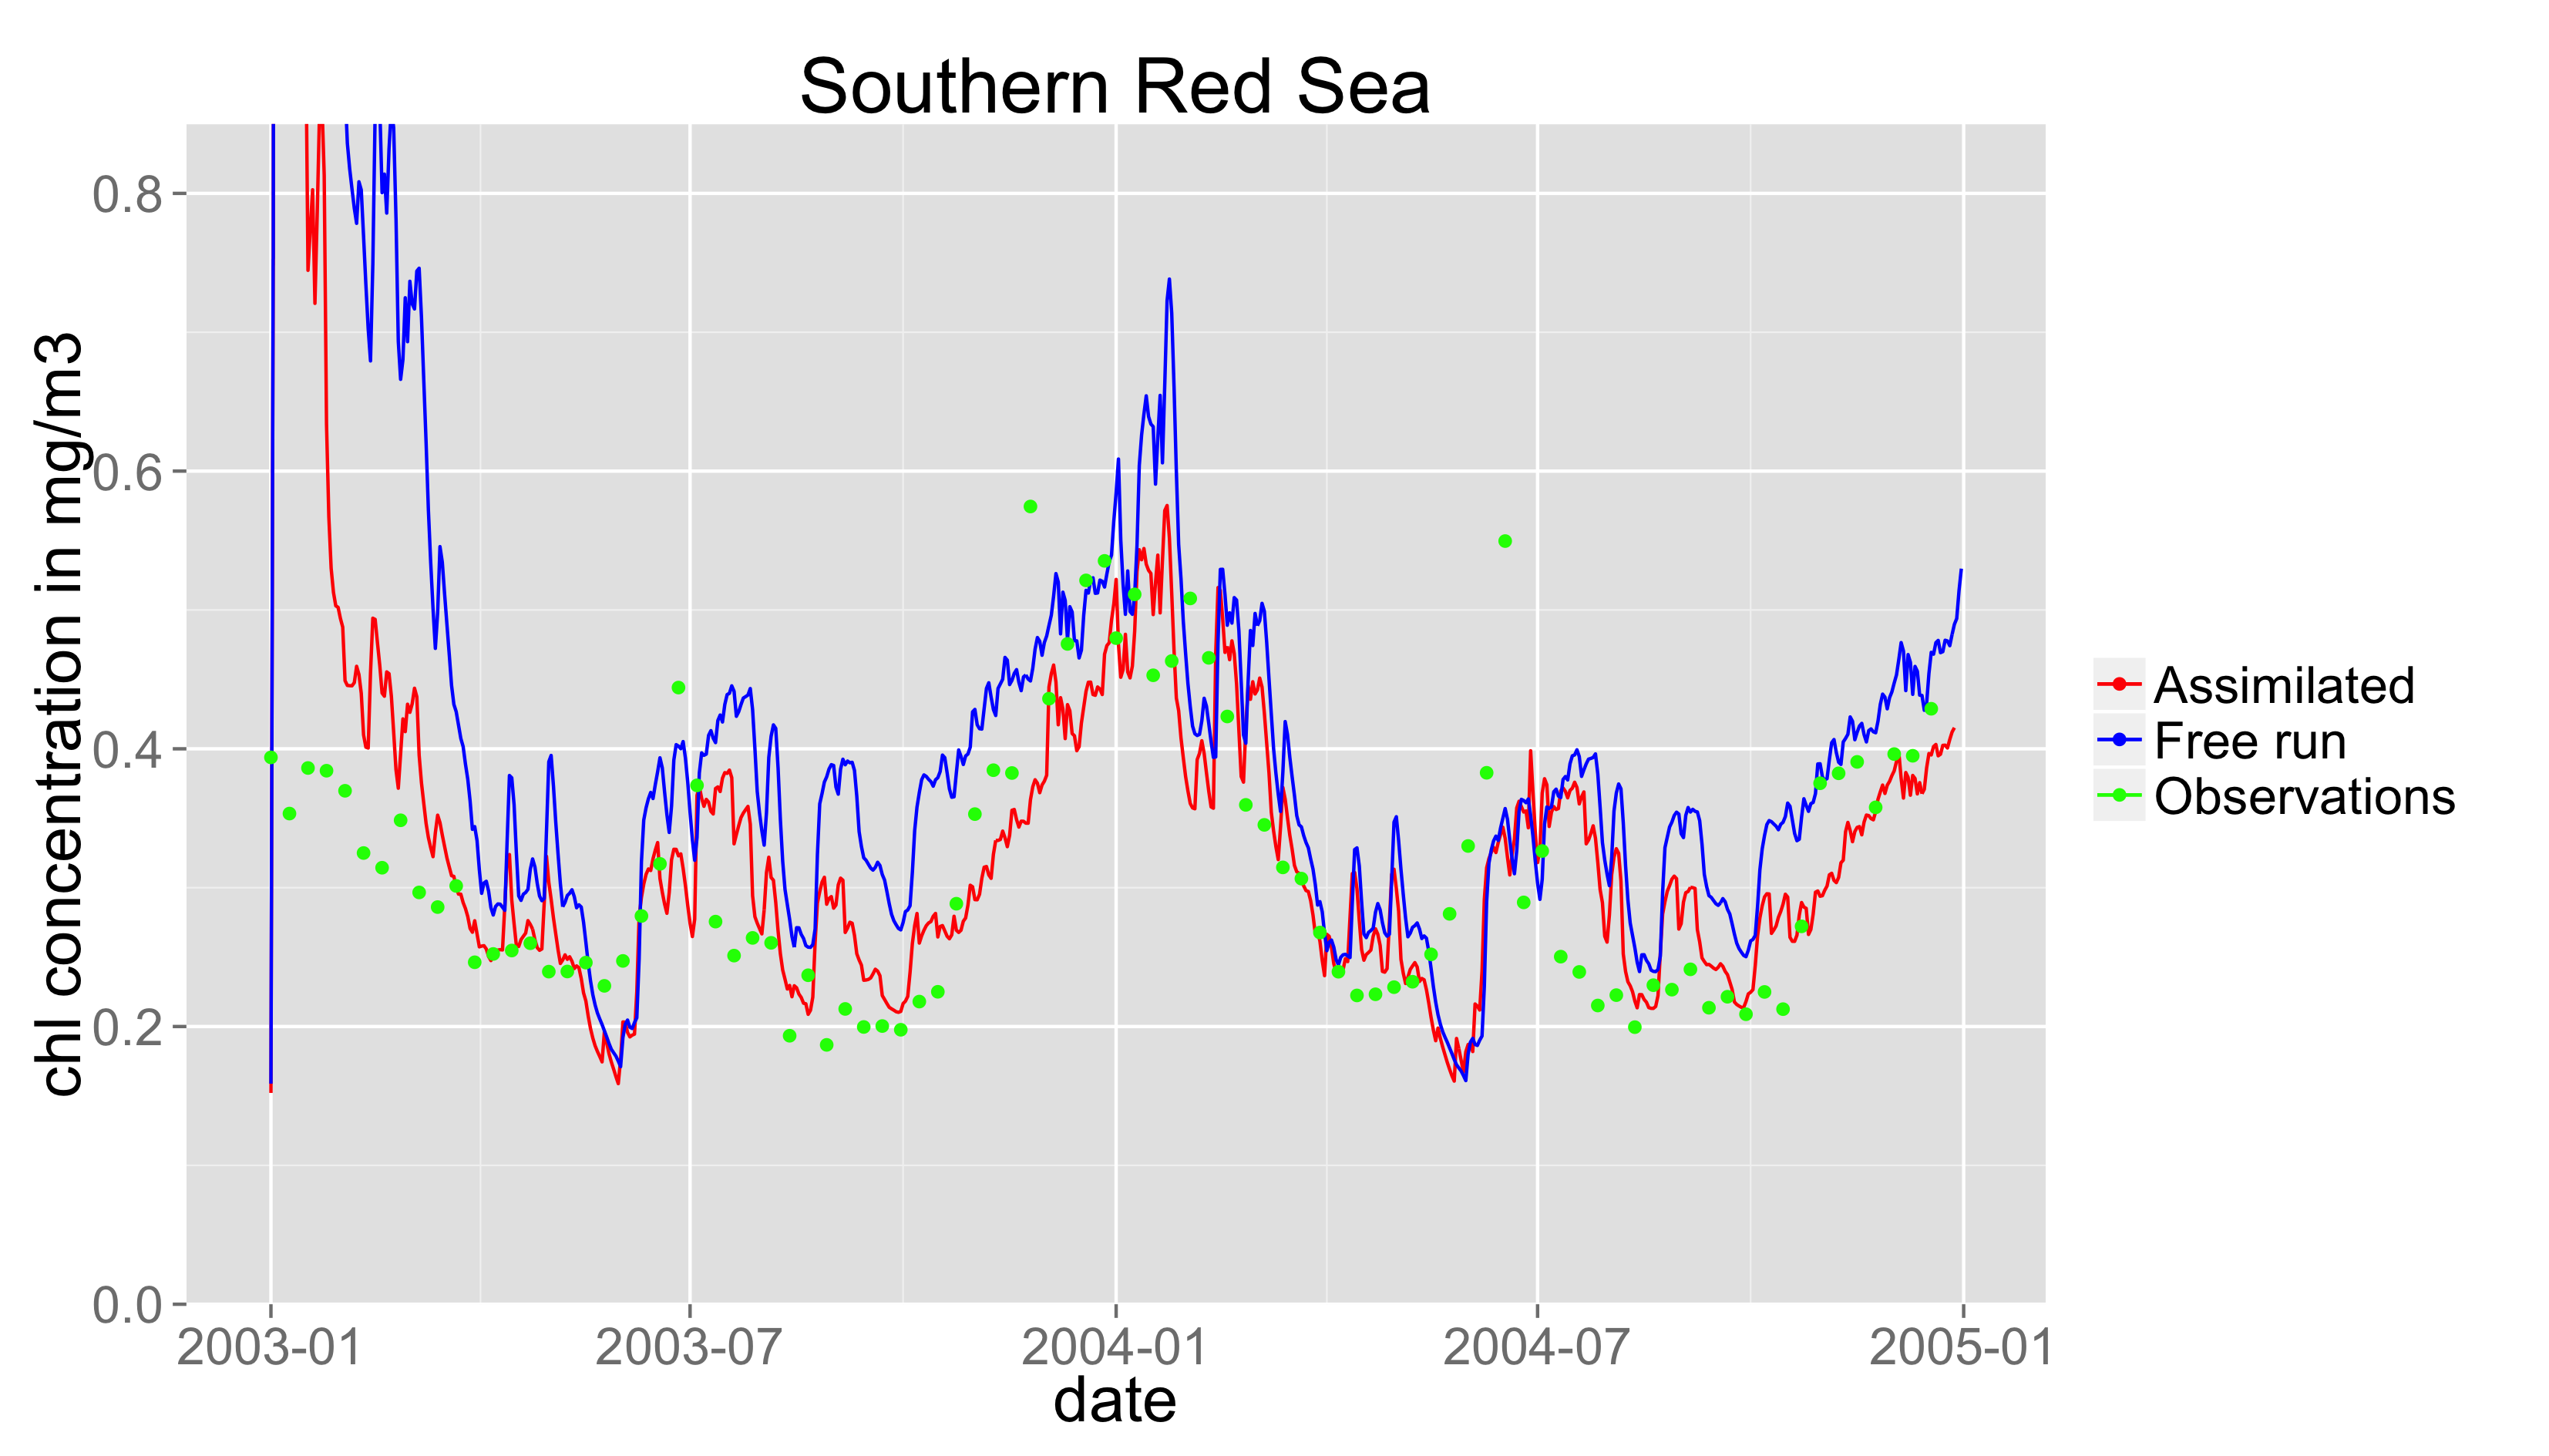 Southern Red Sea
chl concentration in mg/m3
0.8
0.6
0.4
0.2
0.0
2003-01
2003-07
2004-01
2004-07
2005-01
date
Assimilated
Free run
Observations